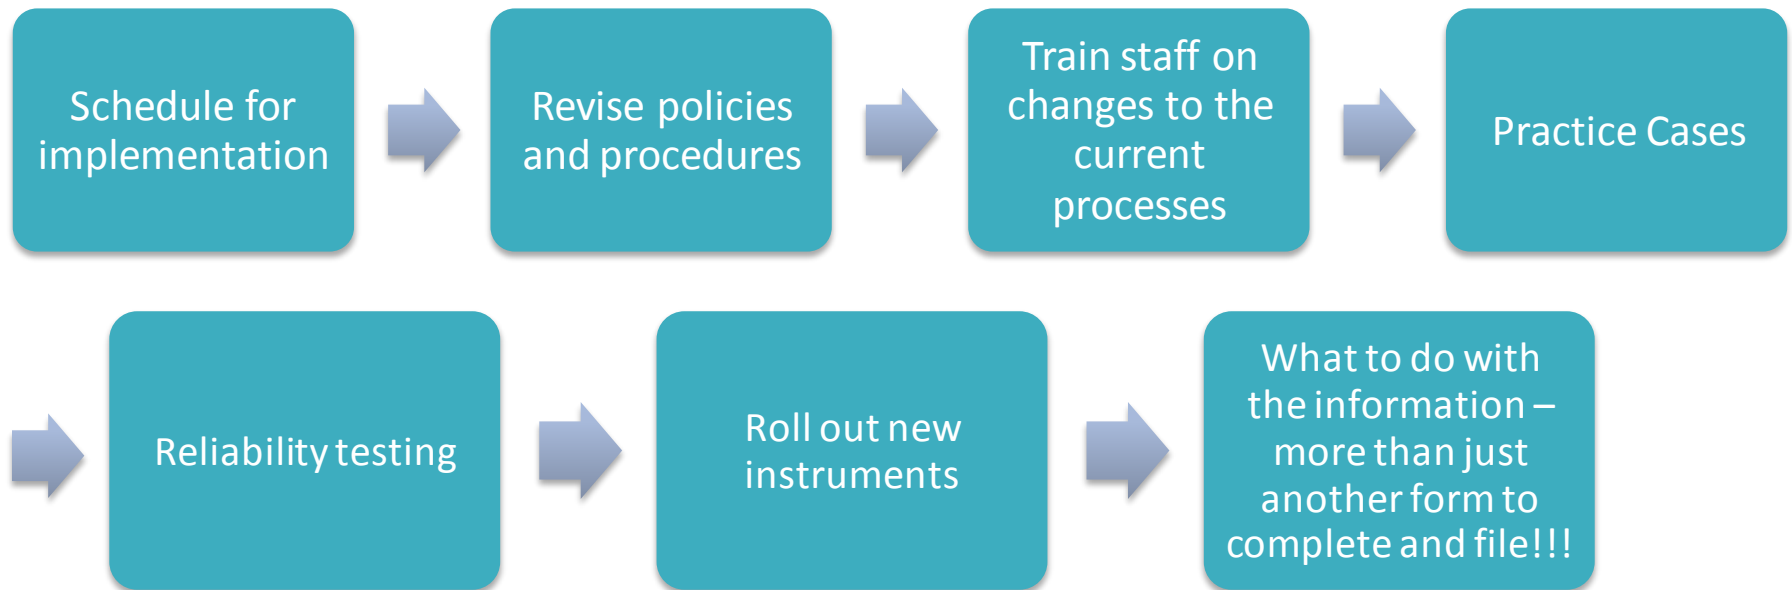 Schedule for
implementation
Revise policies
and procedures
Train staff on
changes to the
current
processes
Practice Cases
Reliability testing
Roll out new
instruments
What to do with
the information –
more than just
another form to
complete and file!!!